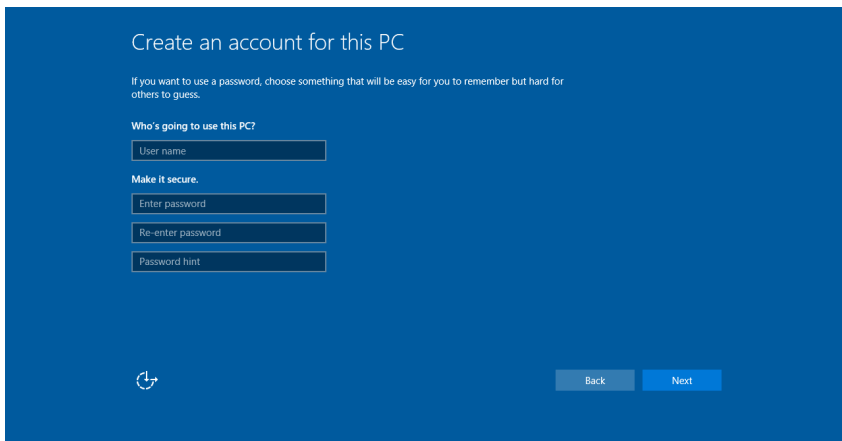 Create an account for this PC
If you want to use a password, choose something that will be easy for you to remember but hard for
others to guess.
Who's going to use this PC?
User name
Make it secure.
Enter password
Re-enter password
Password hint
Back
Next